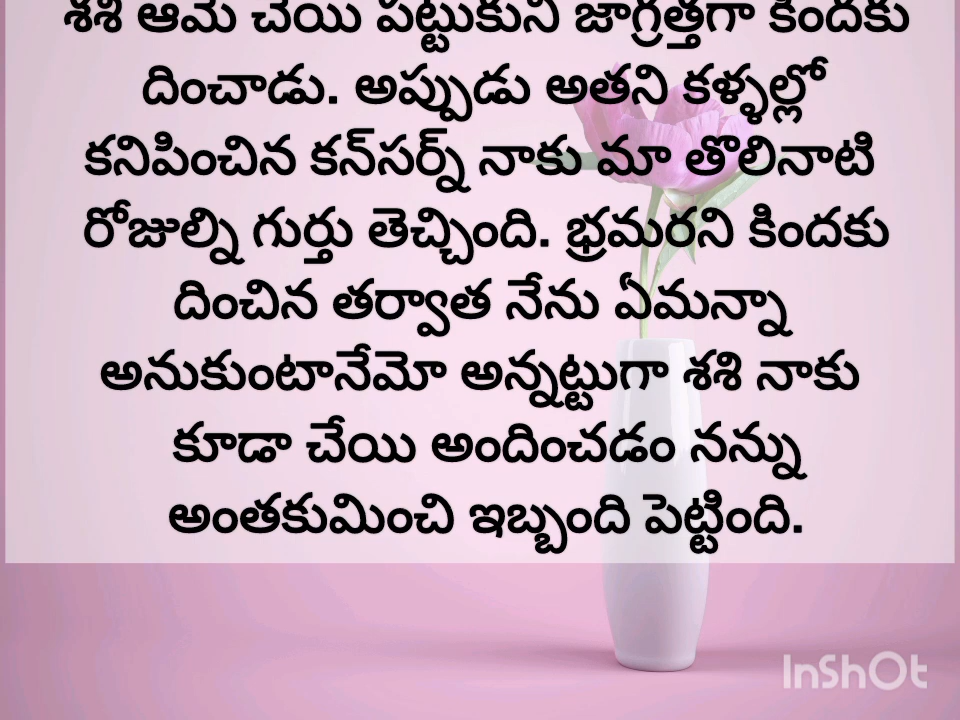 శశి ఆమె చేయి పట్టుకుని జాగ్రత్తగా కిందకు
దించాడు. అప్పుడు అతని కళ్ళల్లో
కనిపించిన కన్‌సర్న్ నాకు మా తొలినాటి
రోజుల్ని గుర్తు తెచ్చింది. భ్రమరని కిందకు
దించిన తర్వాత నేను ఏమన్నా
అనుకుంటానేమో అన్నట్టుగా శశి నాకు
కూడా చేయి అందించడం నన్ను
అంతకుమించి ఇబ్బంది పెట్టింది.
InShOt